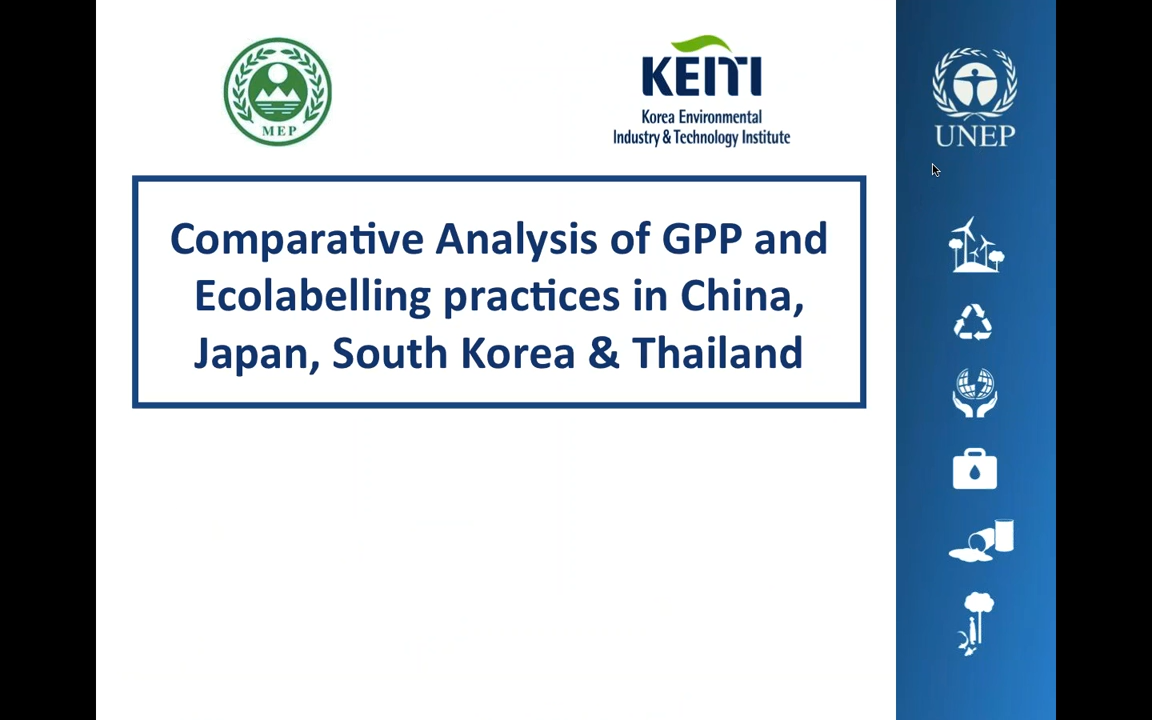 MEP
KEITI
Korea Environmental
Industry & Technology Institute
UNEP
Comparative Analysis of GPP and
Ecolabelling practices in China,
Japan, South Korea & Thailand